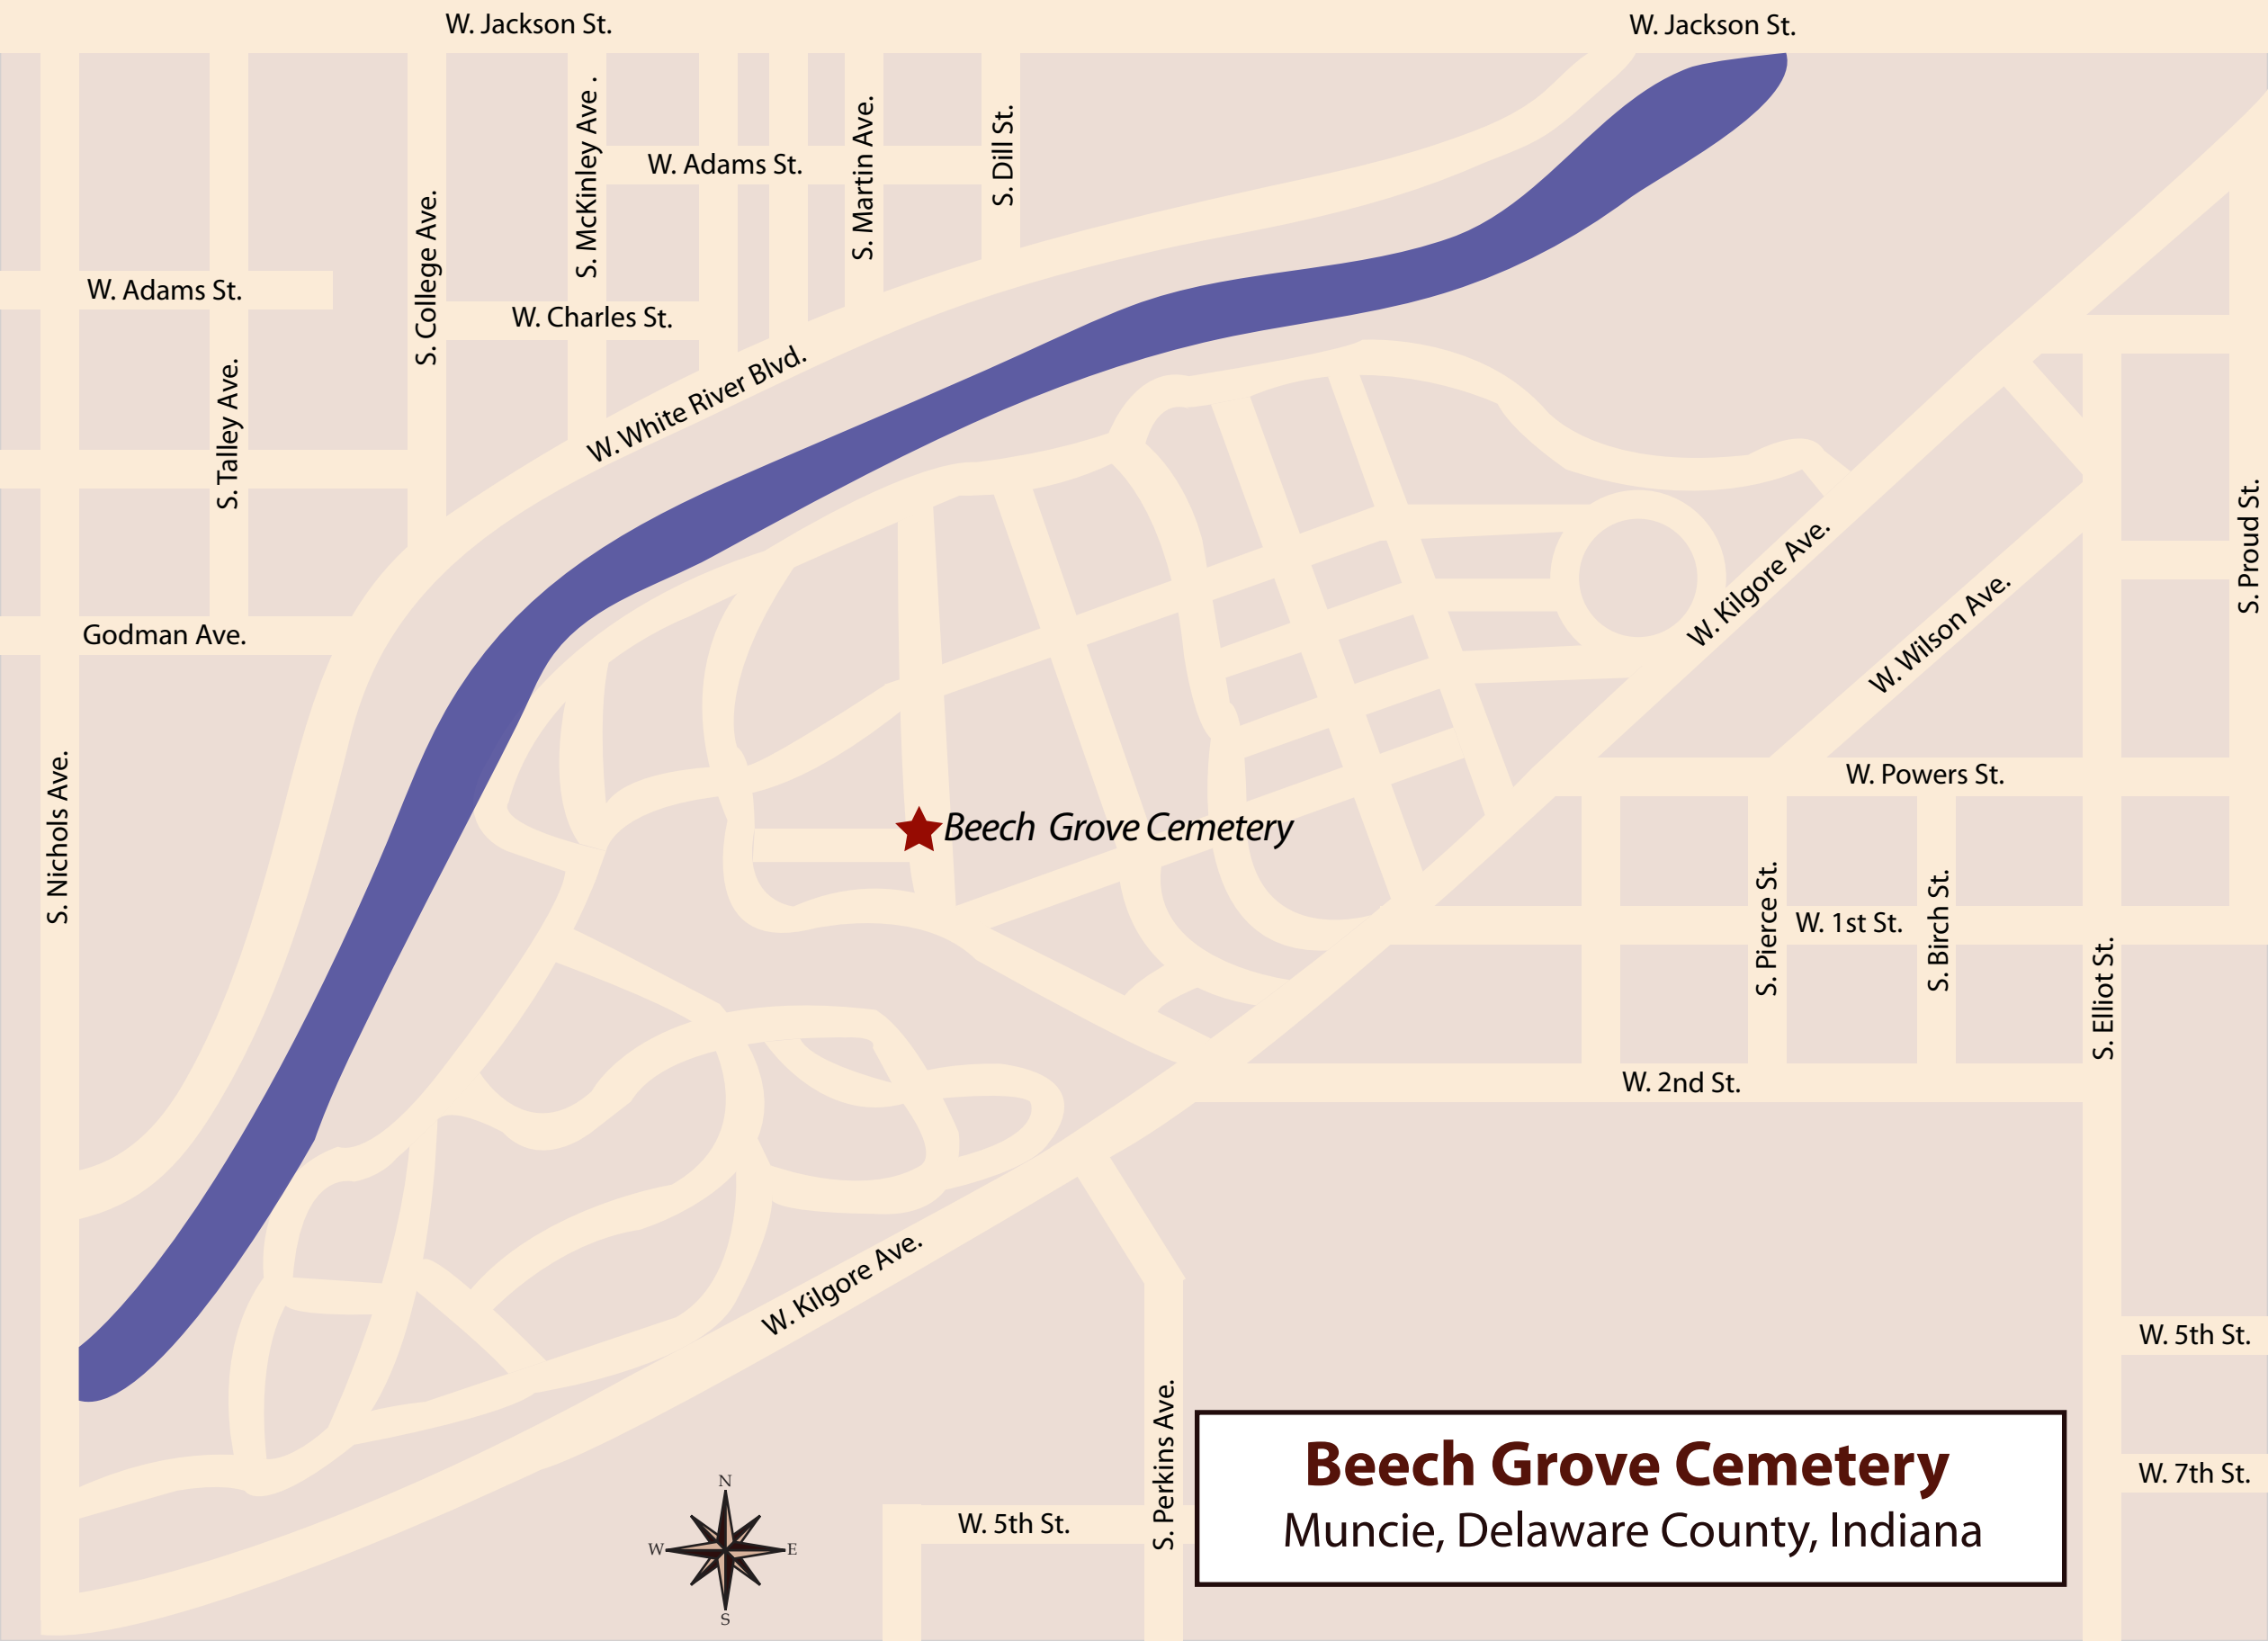 W. Jackson St.
W. Jackson St.
S. McKinley Ave .
W. Adams St.
S. Martin Ave.
S. Dill St.
S. College Ave.
W. Adams St.
W. Charles St.
S. Talley Ave.
W. White River Blvd.
Godman Ave.
W. Kilgore Ave.
W. Wilson Ave.
S. Proud St.
S. Nichols Ave.
W. Powers St.
Beech Grove Cemetery
S. Pierce St.
W. 1st St.
S. Birch St.
S. Elliot St.
W. 2nd St.
W. Kilgore Ave.
W. 5th St.
S. Perkins Ave.
W. 7th St.
W. 5th St.
N
W
E
S
Beech Grove Cemetery
Muncie, Delaware County, Indiana